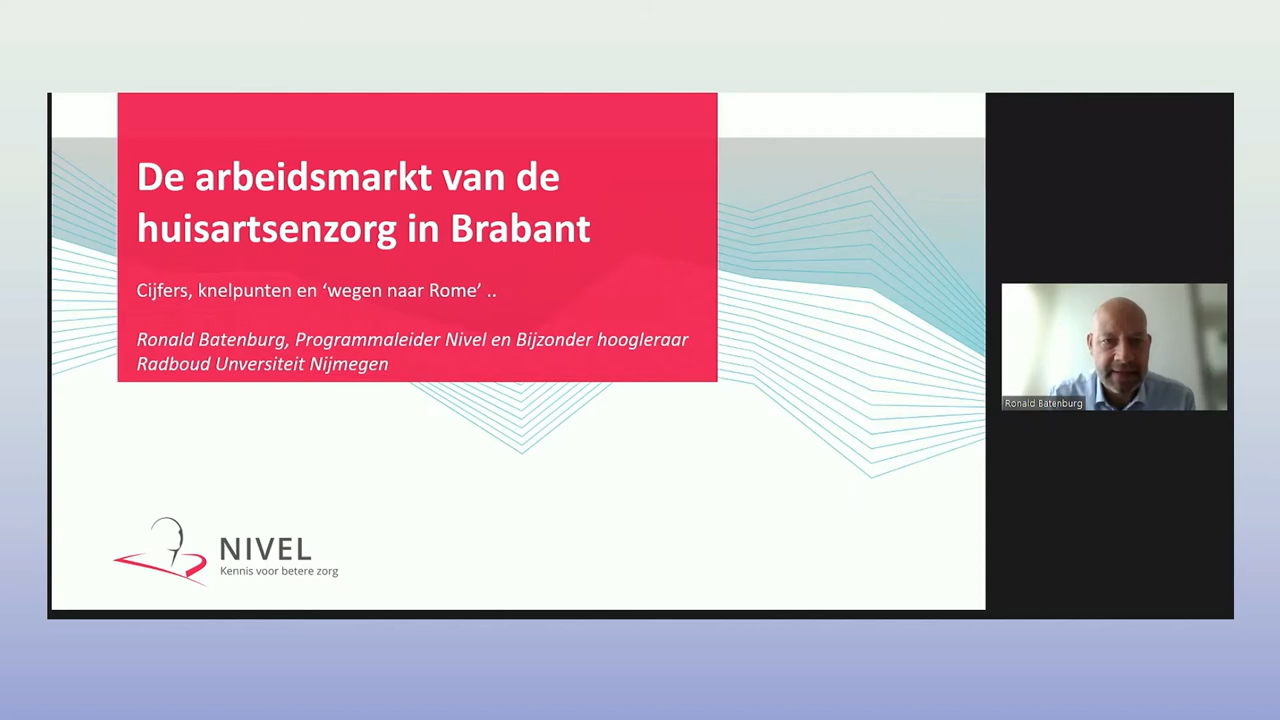 De arbeidsmarkt van de
huisartsenzorg in Brabant
Cijfers, knelpunten en ‘wegen naar Rome’ ..
Ronald Batenburg, Programmaleider Nivel en Bijzonder hoogleraar
Radboud Unversiteit Nijmegen
Ronald Batenburg
NIVEL
Kennis voor betere zorg